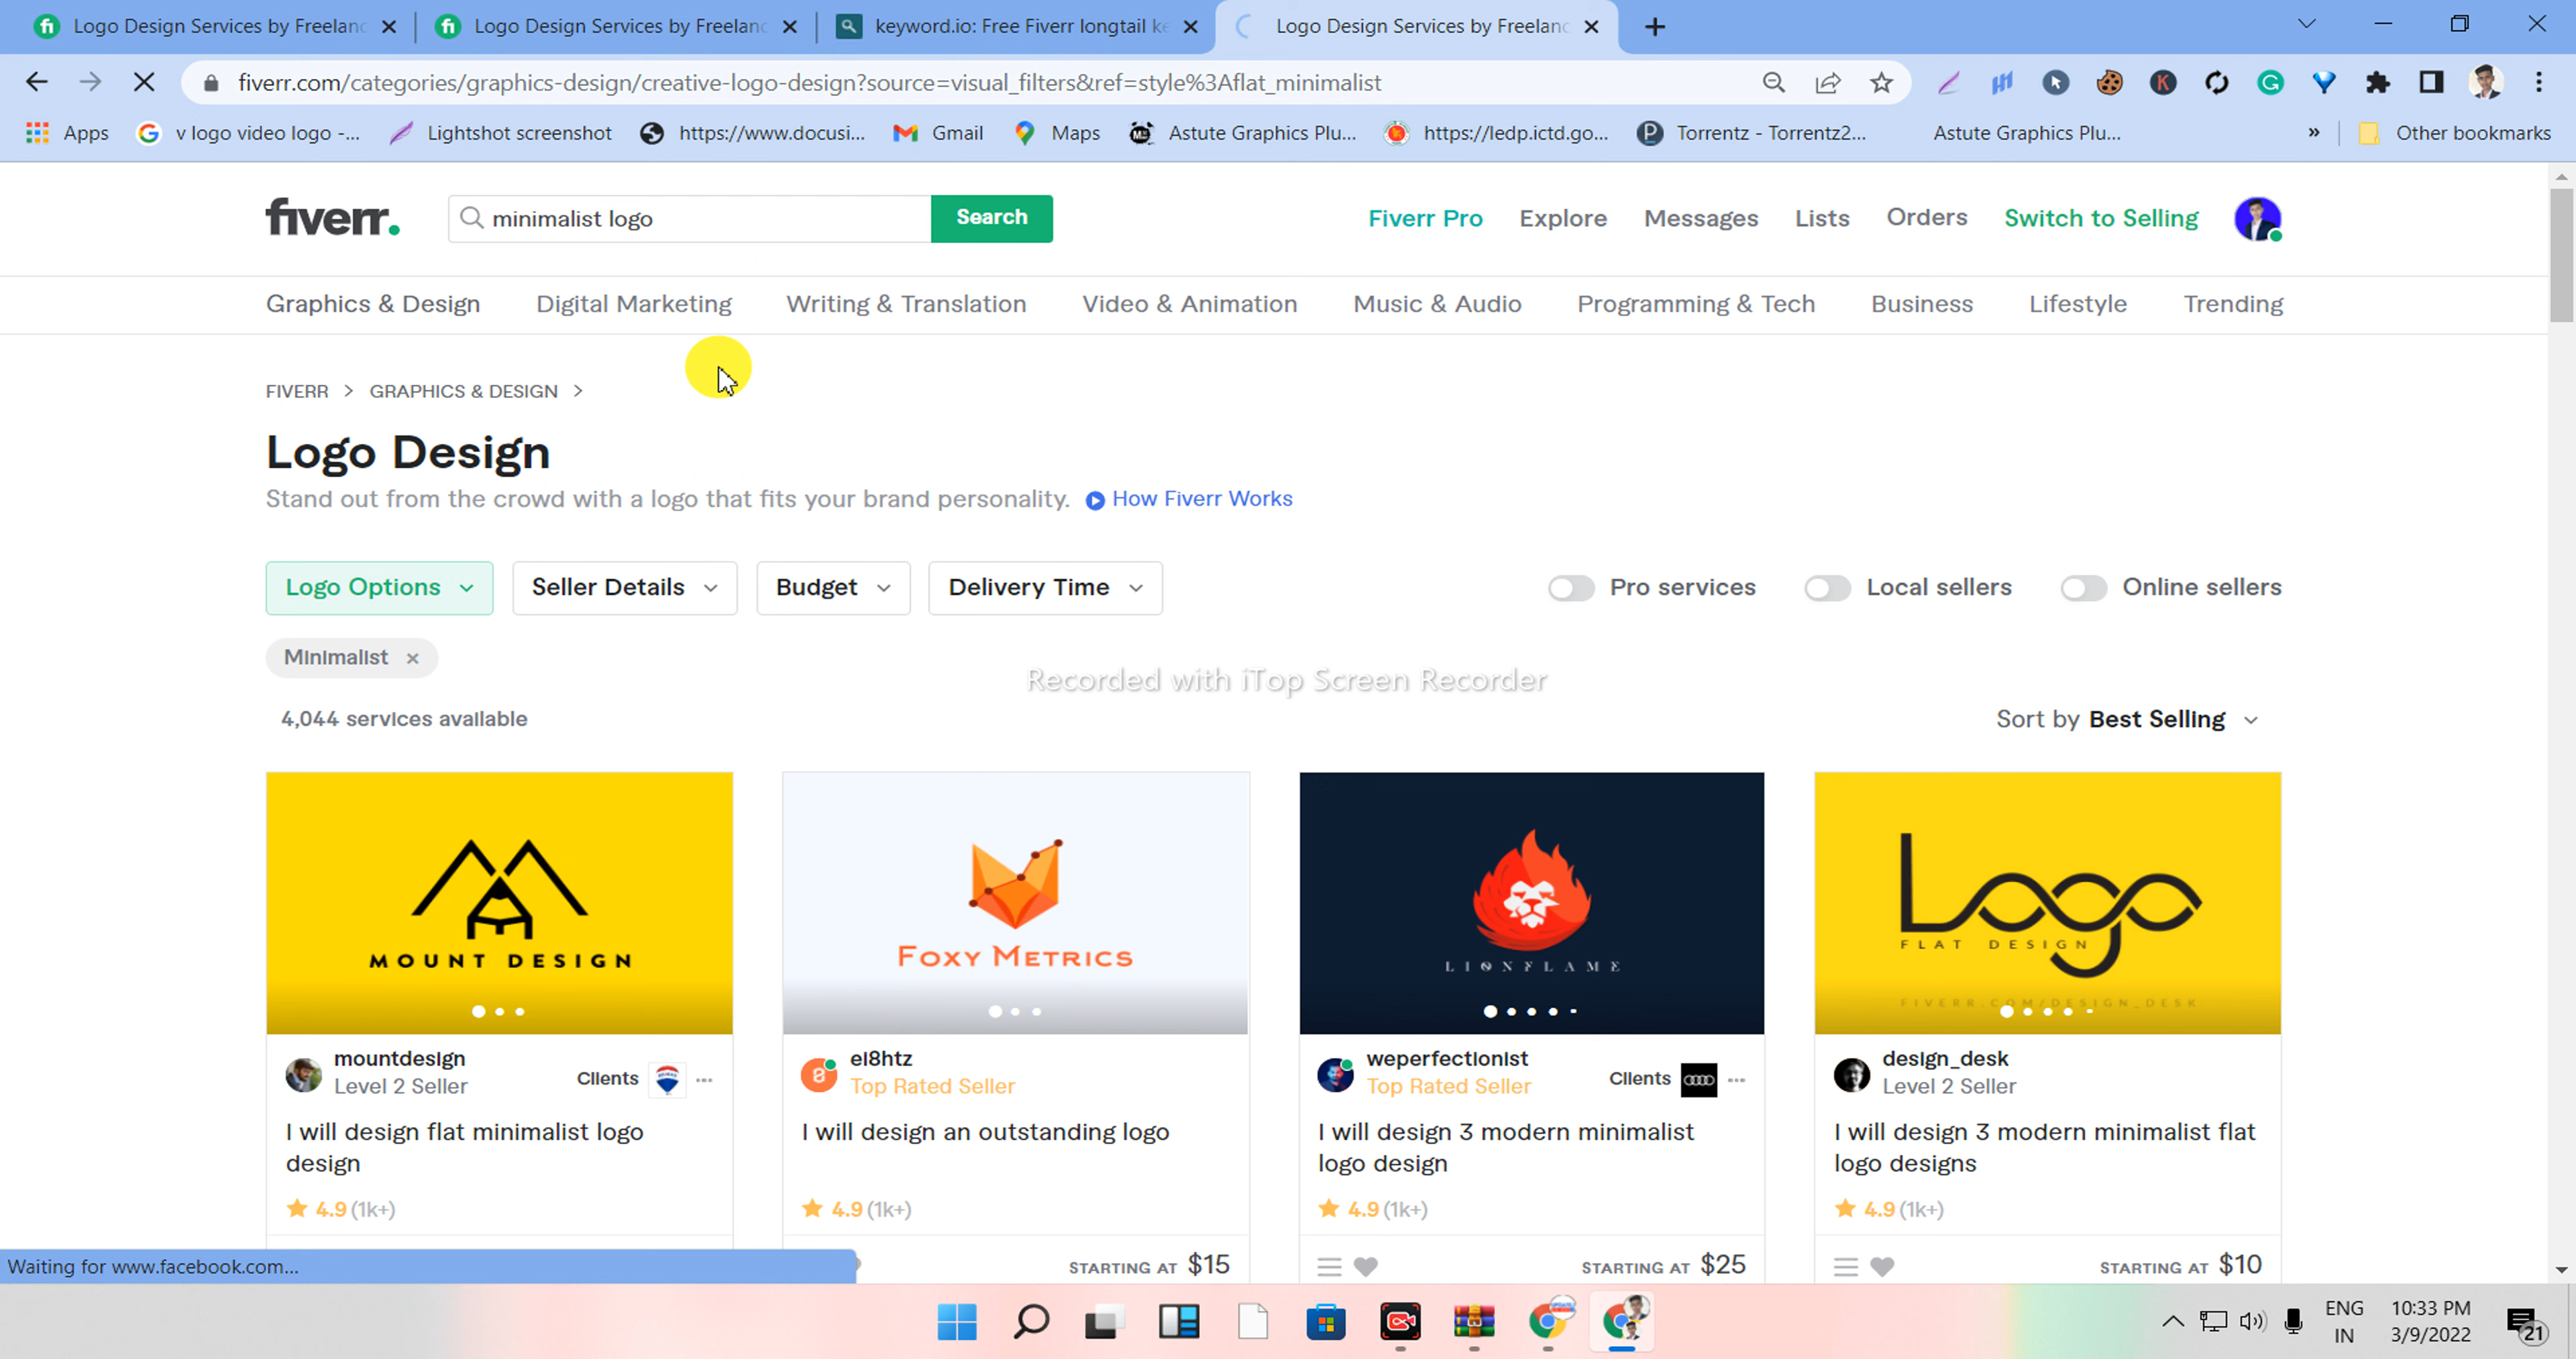 Logo Design Services by Freelanc
Logo Design Services by Freelanc
keyword.io: Free Fiverr longtail ke
Logo Design Services by Freelanc
fiverr.com/categories/graphics-design/creative-logo-design?source=visual_filters&ref=style%3Aflat_minimalist
Apps
v logo video logo -...
Lightshot screenshot
https://www.docusi...
Gmail
Maps
Astute Graphics Plu...
https://ledp.ictd.go...
Torrentz - Torrentz2...
Astute Graphics Plu...
»
Other bookmarks
fiverr.
minimalist logo
Search
Fiverr Pro
Explore
Messages
Lists
Orders
Switch to Selling
Graphics & Design
Digital Marketing
Writing & Translation
Video & Animation
Music & Audio
Programming & Tech
Business
Lifestyle
Trending
FIVERR > GRAPHICS & DESIGN >
Logo Design
Stand out from the crowd with a logo that fits your brand personality. How Fiverr Works
Logo Options
Seller Details
Budget
Delivery Time
Pro services
Local sellers
Online sellers
Minimalist ×
Recorded with iTop Screen Recorder
4,044 services available
Sort by Best Selling
MOUNT DESIGN
FOXY METRICS
LIONFLAME
Logo
FLAT DESIGN
FIVERR.COM/DESIGN_DESK
mountdesign
Level 2 Seller
Clients
I will design flat minimalist logo
design
4.9 (1k+)
ei8htz
Top Rated Seller
I will design an outstanding logo
4.9 (1k+)
STARTING AT $15
weperfectionist
Top Rated Seller
Clients
I will design 3 modern minimalist
logo design
4.9 (1k+)
STARTING AT $25
design_desk
Level 2 Seller
I will design 3 modern minimalist flat
logo designs
4.9 (1k+)
STARTING AT $10
Waiting for www.facebook.com...
ENG
IN
10:33 PM
3/9/2022
21